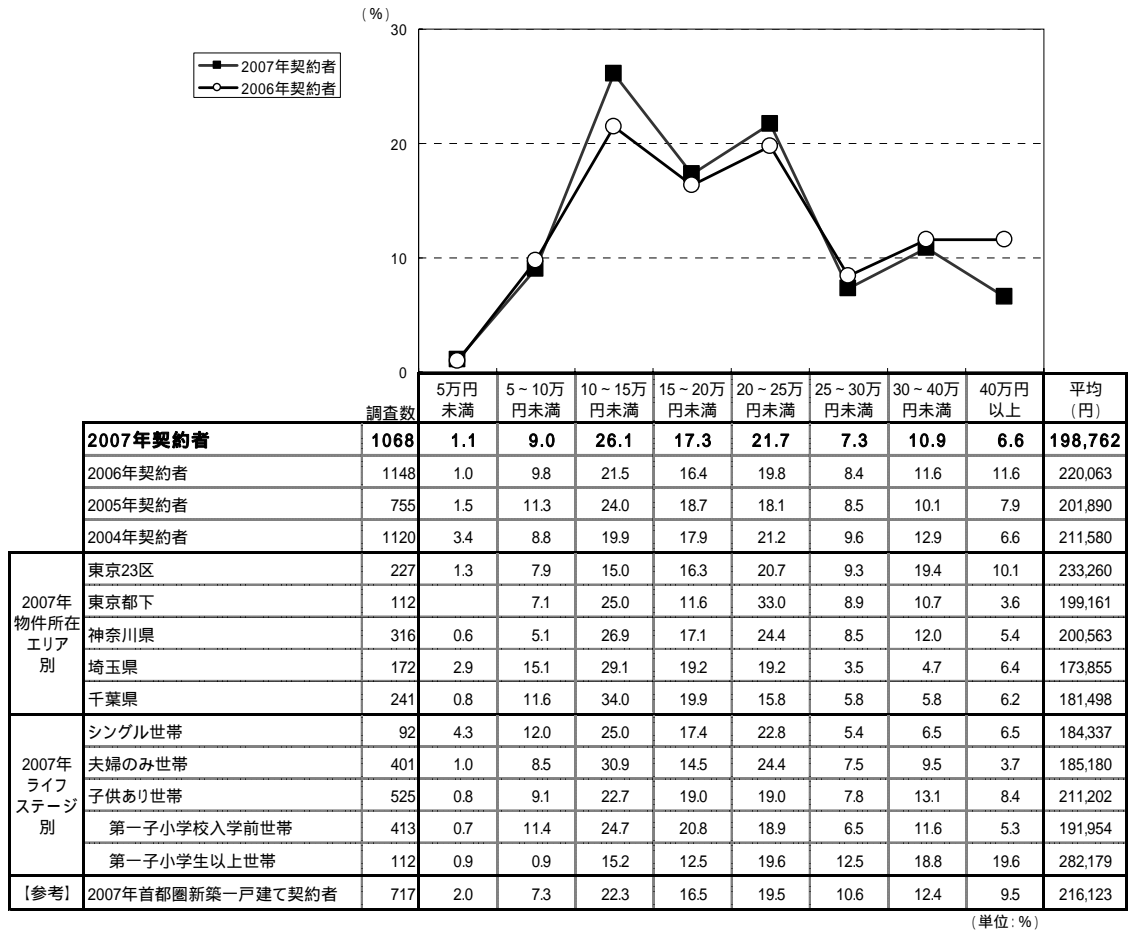 (%)
30
2007年契約者
2006年契約者
20
10
0
調査数 5万円未満 5~10万円未満 10~15万円未満 15~20万円未満 20~25万円未満 25~30万円未満 30~40万円未満 40万円以上 平均(円)
2007年契約者 1068 1.1 9.0 26.1 17.3 21.7 7.3 10.9 6.6 198,762
2006年契約者 1148 1.0 9.8 21.5 16.4 19.8 8.4 11.6 11.6 220,063
2005年契約者 755 1.5 11.3 24.0 18.7 18.1 8.5 10.1 7.9 201,890
2004年契約者 1120 3.4 8.8 19.9 17.9 21.2 9.6 12.9 6.6 211,580
2007年物件所在エリア別
東京23区 227 1.3 7.9 15.0 16.3 20.7 9.3 19.4 10.1 233,260
東京都下 112 7.1 25.0 11.6 33.0 8.9 10.7 3.6 199,161
神奈川県 316 0.6 5.1 26.9 17.1 24.4 8.5 12.0 5.4 200,563
埼玉県 172 2.9 15.1 29.1 19.2 19.2 3.5 4.7 6.4 173,855
千葉県 241 0.8 11.6 34.0 19.9 15.8 5.8 5.8 6.2 181,498
2007年ライフステージ別
シングル世帯 92 4.3 12.0 25.0 17.4 22.8 5.4 6.5 6.5 184,337
夫婦のみ世帯 401 1.0 8.5 30.9 14.5 24.4 7.5 9.5 3.7 185,180
子供あり世帯 525 0.8 9.1 22.7 19.0 19.0 7.8 13.1 8.4 211,202
第一子小学校入学前世帯 413 0.7 11.4 24.7 20.8 18.9 6.5 11.6 5.3 191,954
第一子小学生以上世帯 112 0.9 0.9 15.2 12.5 19.6 12.5 18.8 19.6 282,179
【参考】 2007年首都圏新築一戸建て契約者 717 2.0 7.3 22.3 16.5 19.5 10.6 12.4 9.5 216,123
(単位:%)